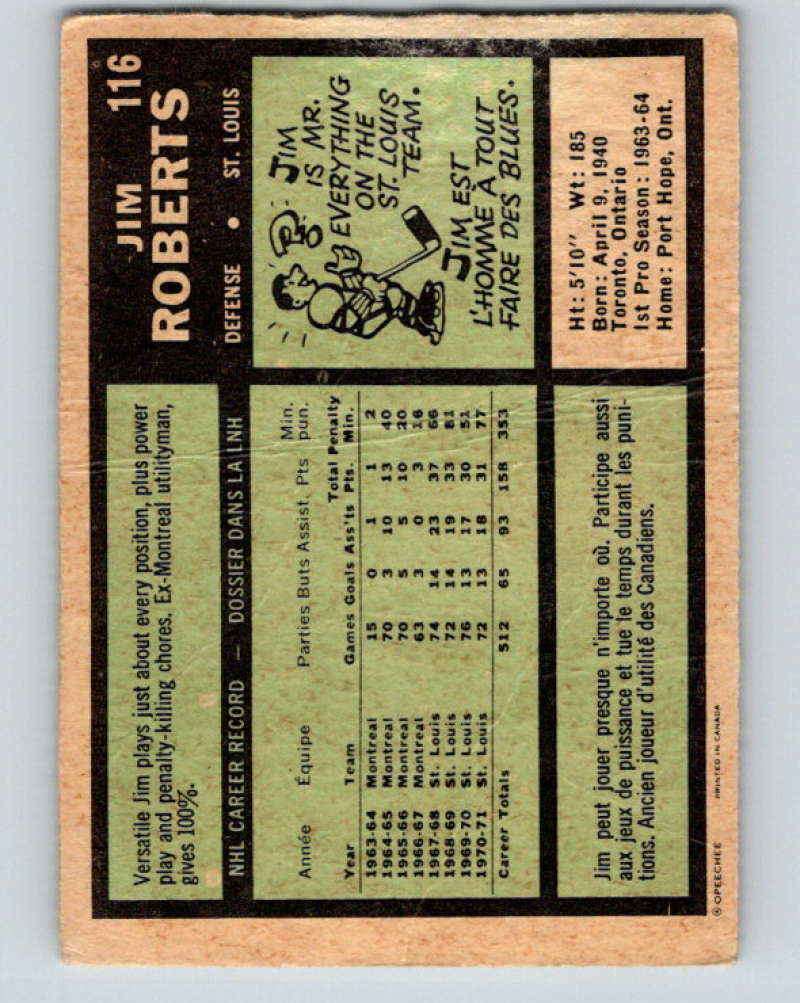 JIM 116
ROBERTS
DEFENSE • ST. LOUIS
Versatile Jim plays just about every position, plus power
play and penalty-killing chores. Ex-Montreal utilityman,
gives 100%.
NHL CAREER RECORD — DOSSIER DANS LA LNH
Année Équipe Parties Buts Assist. Pts Min. pun.
Year Team Games Goals Ass'ts Total Pts. Penalty Min.
1963-64 Montreal 15 0 1 1 2
1964-65 Montreal 70 3 10 13 40
1965-66 Montreal 70 5 5 10 20
1966-67 Montreal 63 3 0 3 16
1967-68 St. Louis 74 14 23 37 66
1968-69 St. Louis 72 14 19 33 81
1969-70 St. Louis 76 13 17 30 51
1970-71 St. Louis 72 13 18 31 77
Career Totals 512 65 93 158 353
JIM
IS MR.
EVERYTHING
ON THE
ST. LOUIS
TEAM.
JIM EST
L'HOMME À TOUT
FAIRE DES BLUES.
Jim peut jouer presque n'importe où. Participe aussi
aux jeux de puissance et tue le temps durant les puni-
tions. Ancien joueur d'utilité des Canadiens.
Ht: 5'10" Wt: 185
Born: April 9, 1940
Toronto, Ontario
1st Pro Season: 1963-64
Home: Port Hope, Ont.
© OPEECHEE PRINTED IN CANADA